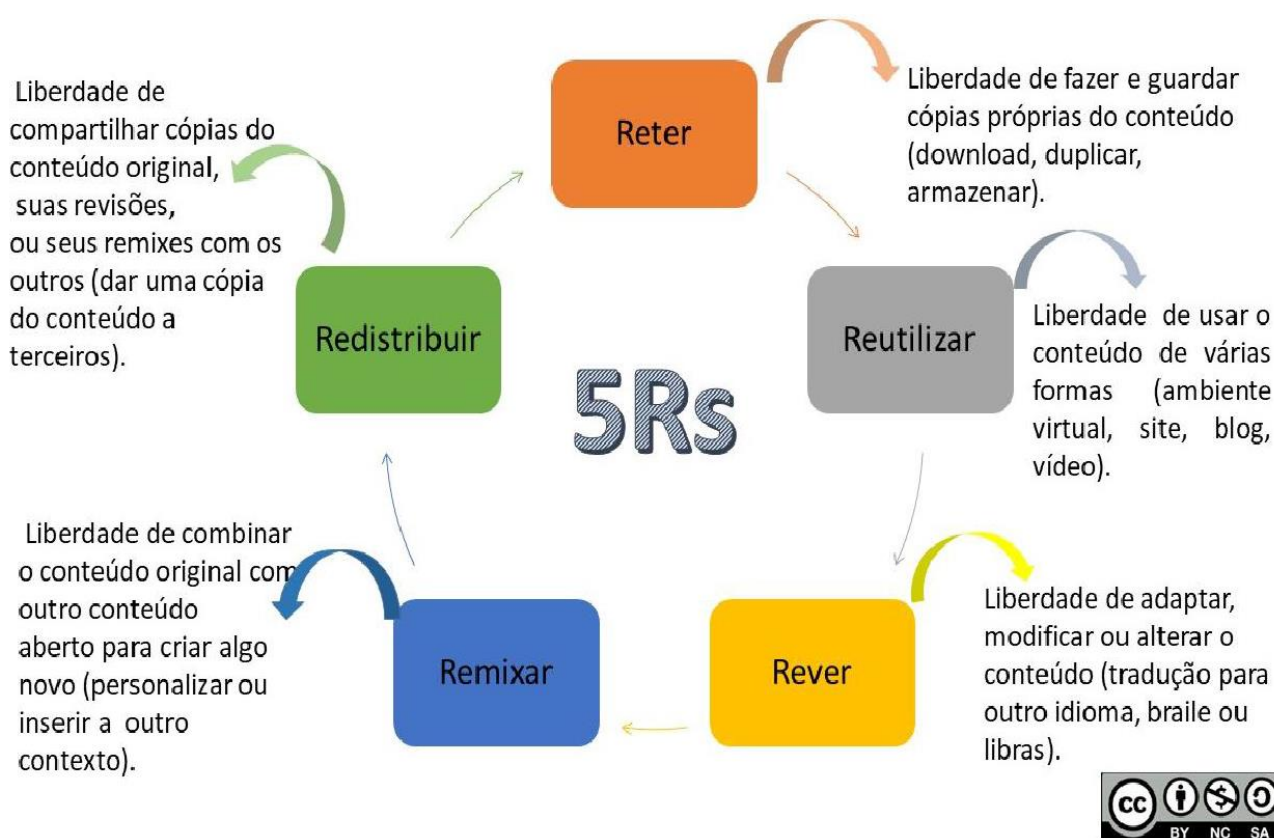 Reter
Liberdade de fazer e guardar
cópias próprias do conteúdo
(download, duplicar,
armazenar).
Reutilizar
Liberdade de usar o
conteúdo de várias
formas (ambiente
virtual, site, blog,
vídeo).
Rever
Liberdade de adaptar,
modificar ou alterar o
conteúdo (tradução para
outro idioma, braile ou
libras).
Remixar
Liberdade de combinar
o conteúdo original com
outro conteúdo
aberto para criar algo
novo (personalizar ou
inserir a outro
contexto).
Redistribuir
Liberdade de
compartilhar cópias do
conteúdo original,
suas revisões,
ou seus remixes com os
outros (dar uma cópia
do conteúdo a
terceiros).
5Rs
cc
BY NC SA